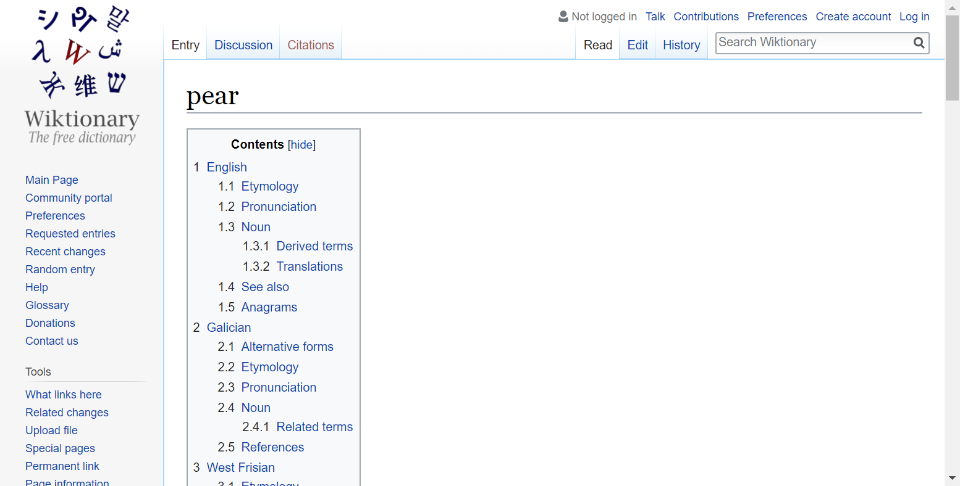 Wiktionary
The free dictionary
Main Page
Community portal
Preferences
Requested entries
Recent changes
Random entry
Help
Glossary
Donations
Contact us
Tools
What links here
Related changes
Upload file
Special pages
Permanent link
Page information
Not logged in Talk Contributions Preferences Create account Log in
Entry Discussion Citations Read Edit History Search Wiktionary
pear
Contents [hide]
1 English
1.1 Etymology
1.2 Pronunciation
1.3 Noun
1.3.1 Derived terms
1.3.2 Translations
1.4 See also
1.5 Anagrams
2 Galician
2.1 Alternative forms
2.2 Etymology
2.3 Pronunciation
2.4 Noun
2.4.1 Related terms
2.5 References
3 West Frisian
3.1 Etymology